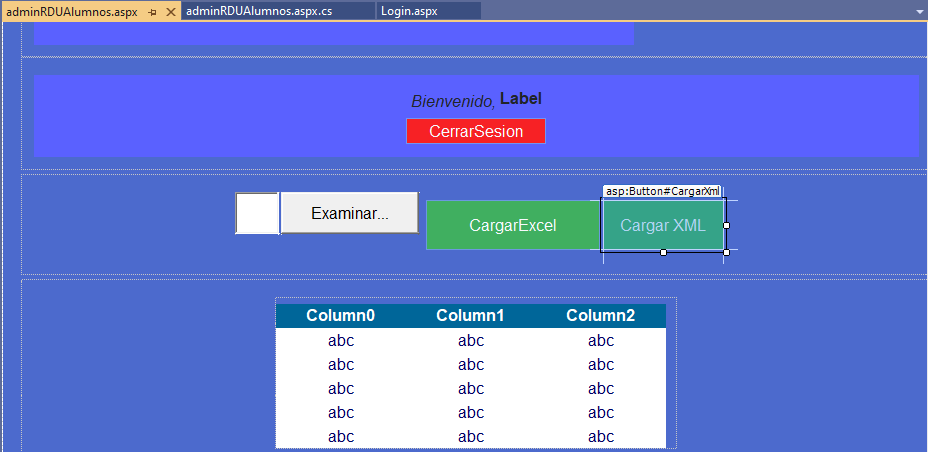 adminRDUAlumnos.aspx adminRDUAlumnos.aspx.cs Login.aspx
Bienvenido, Label
CerrarSesion
asp:Button#CargarXml
Examinar... CargarExcel Cargar XML
Column0 Column1 Column2
abc abc abc
abc abc abc
abc abc abc
abc abc abc
abc abc abc